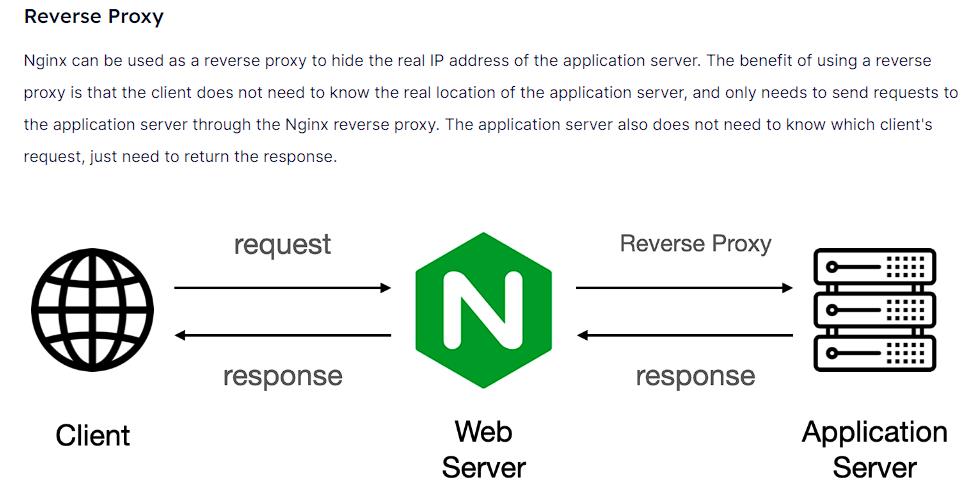 Reverse Proxy
Nginx can be used as a reverse proxy to hide the real IP address of the application server. The benefit of using a reverse
proxy is that the client does not need to know the real location of the application server, and only needs to send requests to
the application server through the Nginx reverse proxy. The application server also does not need to know which client's
request, just need to return the response.
request
Reverse Proxy
N
response
response
Client
Web
Server
Application
Server